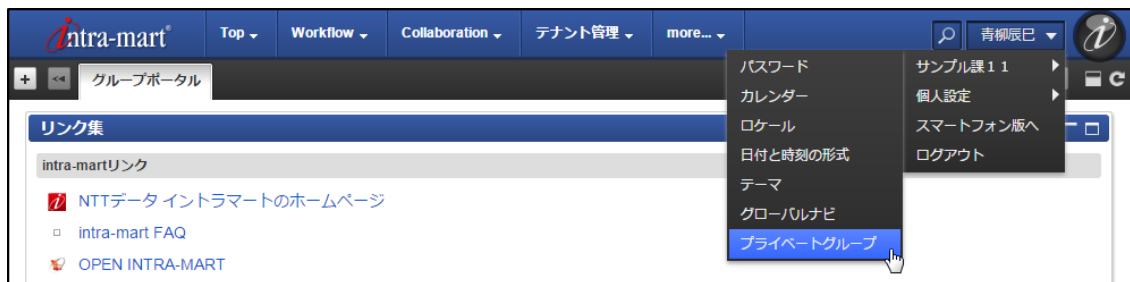 intra-mart® Top Workflow Collaboration テナント管理 more... 青柳辰巳
グループポータル
パスワード サンプル課11
カレンダー 個人設定
ロケール スマートフォン版へ
日付と時刻の形式 ログアウト
テーマ
グローバルナビ
プライベートグループ
リンク集
intra-martリンク
NTTデータ イントラマートのホームページ
intra-mart FAQ
OPEN INTRA-MART